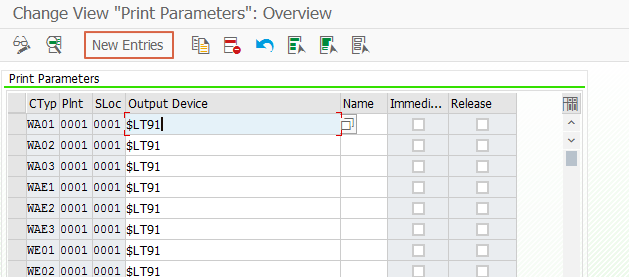 Change View "Print Parameters": Overview
New Entries
Print Parameters
CTyp Plnt SLoc Output Device Name Immedi... Release
WA01 0001 0001 $LT91
WA02 0001 0001 $LT91
WA03 0001 0001 $LT91
WAE1 0001 0001 $LT91
WAE2 0001 0001 $LT91
WAE3 0001 0001 $LT91
WE01 0001 0001 $LT91
WE02 0001 0001 $LT91